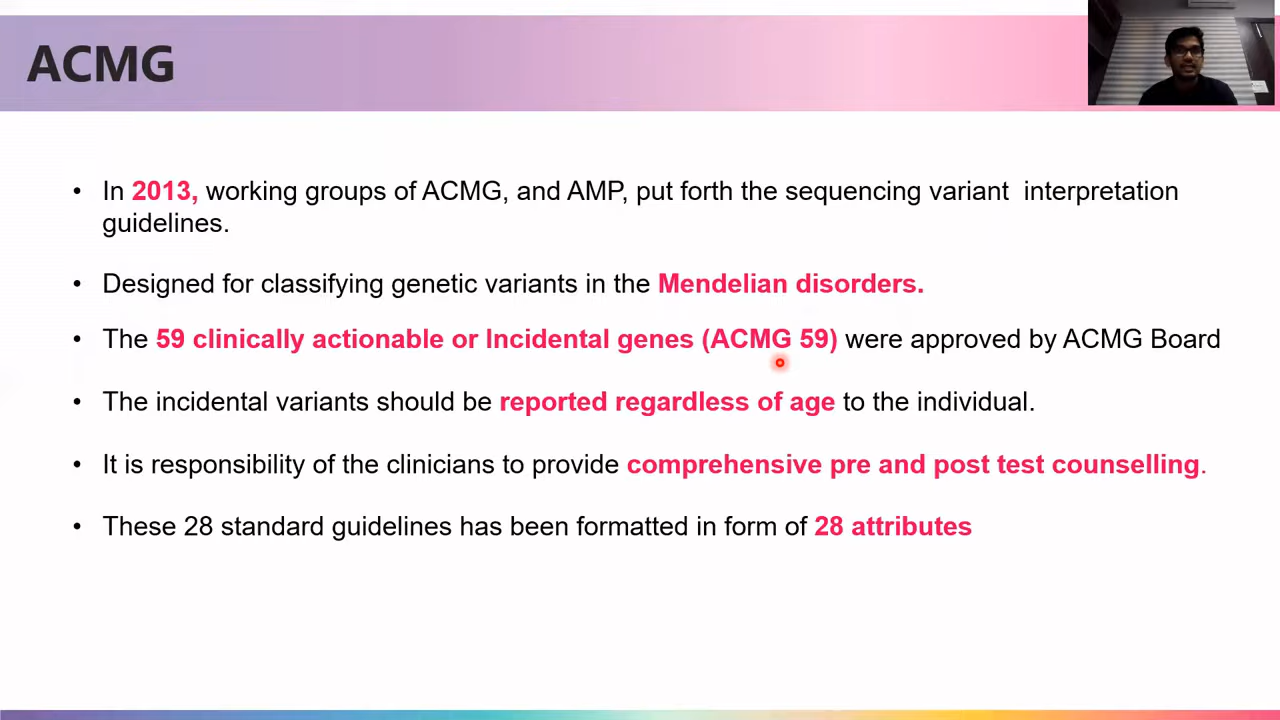 ACMG
• In 2013, working groups of ACMG, and AMP, put forth the sequencing variant interpretation
guidelines.
• Designed for classifying genetic variants in the Mendelian disorders.
• The 59 clinically actionable or Incidental genes (ACMG 59) were approved by ACMG Board
• The incidental variants should be reported regardless of age to the individual.
• It is responsibility of the clinicians to provide comprehensive pre and post test counselling.
• These 28 standard guidelines has been formatted in form of 28 attributes